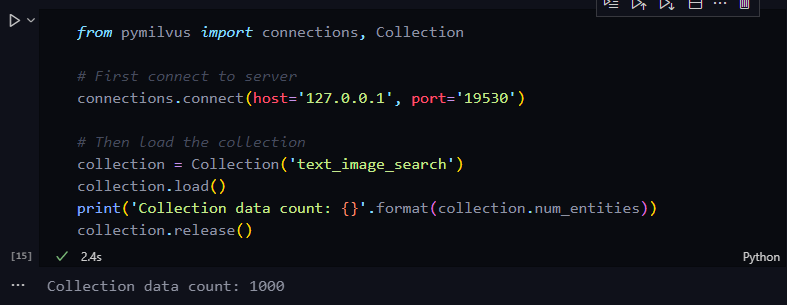 from pymilvus import connections, Collection
# First connect to server
connections.connect(host='127.0.0.1', port='19530')
# Then load the collection
collection = Collection('text_image_search')
collection.load()
print('Collection data count: {}'.format(collection.num_entities))
collection.release()
[15]
2.4s
Python
Collection data count: 1000